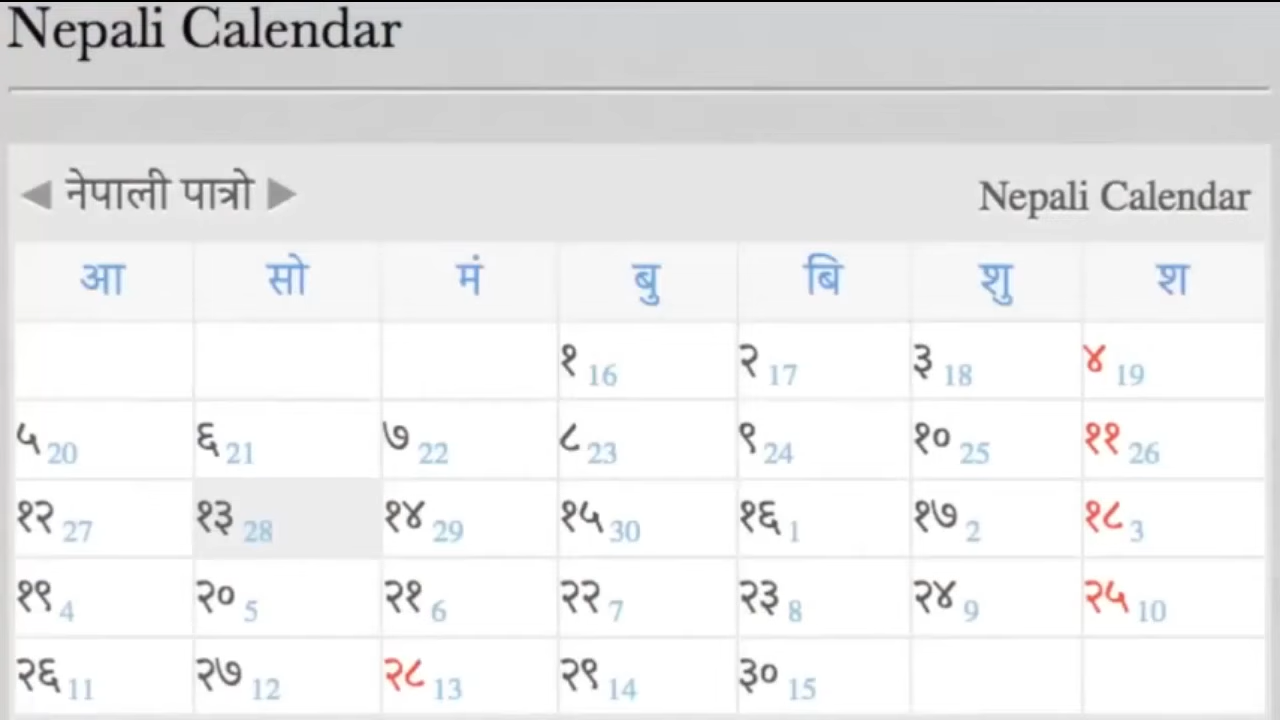 Nepali Calendar
◀ नेपाली पात्रो ▶ Nepali Calendar
आ सो मं बु बि शु श
१ 16 २ 17 ३ 18 ४ 19
५ 20 ६ 21 ७ 22 ८ 23 ९ 24 १० 25 ११ 26
१२ 27 १३ 28 १४ 29 १५ 30 १६ 1 १७ 2 १८ 3
१९ 4 २० 5 २१ 6 २२ 7 २३ 8 २४ 9 २५ 10
२६ 11 २७ 12 २८ 13 २९ 14 ३० 15